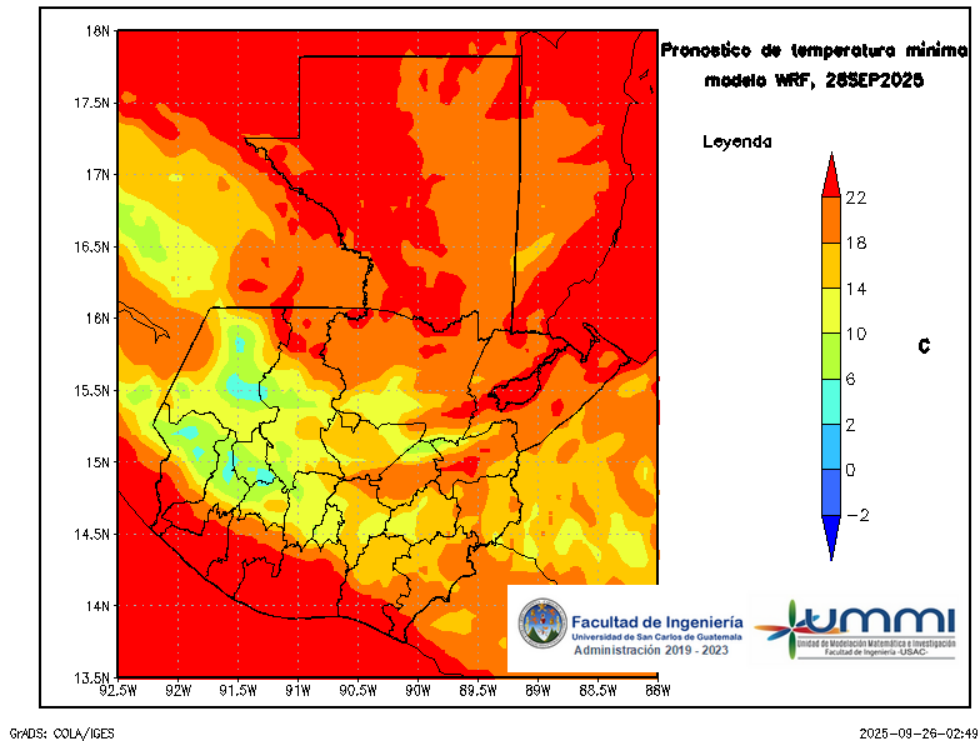 Pronostico de temperatura minima
modelo WRF, 28SEP2025
Leyenda
22
18
14
10
6
2
0
−2
C
18N
17.5N
17N
16.5N
16N
15.5N
15N
14.5N
14N
13.5N
92.5W 92W 91.5W 91W 90.5W 90W 89.5W 89W 88.5W 88W
Facultad de Ingeniería
Universidad de San Carlos de Guatemala
Administración 2019 - 2023
ummi
Unidad de Modelación Matemática e Investigación
Facultad de Ingeniería -USAC-
GrADS: COLA/IGES
2025-09-26-02:49